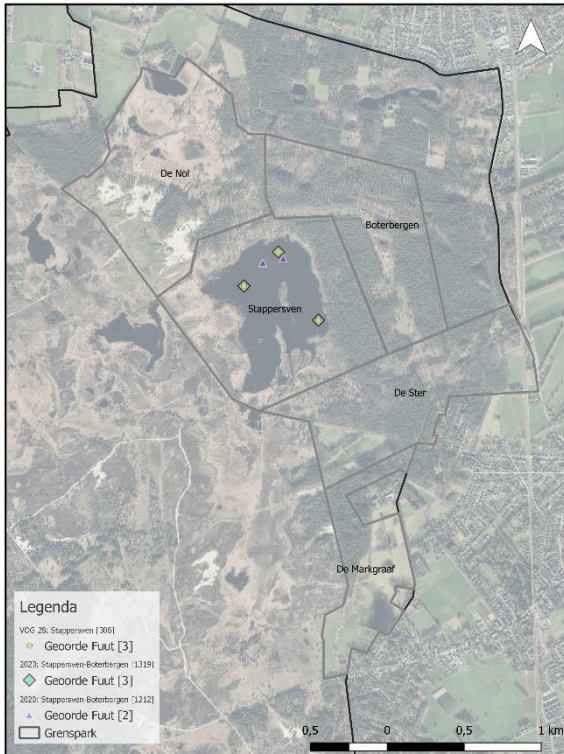 De Nol
Boterbergen
Stappersven
De Ster
De Markgraaf
Legenda
VOG 28: Stappersven [306]
Geoorde Fuut [3]
2023: Stappersven-Boterbergen [1319]
Geoorde Fuut [3]
2020: Stappersven-Boterbergen [1212]
Geoorde Fuut [2]
Grenspark
0,5 0 0,5 1 km